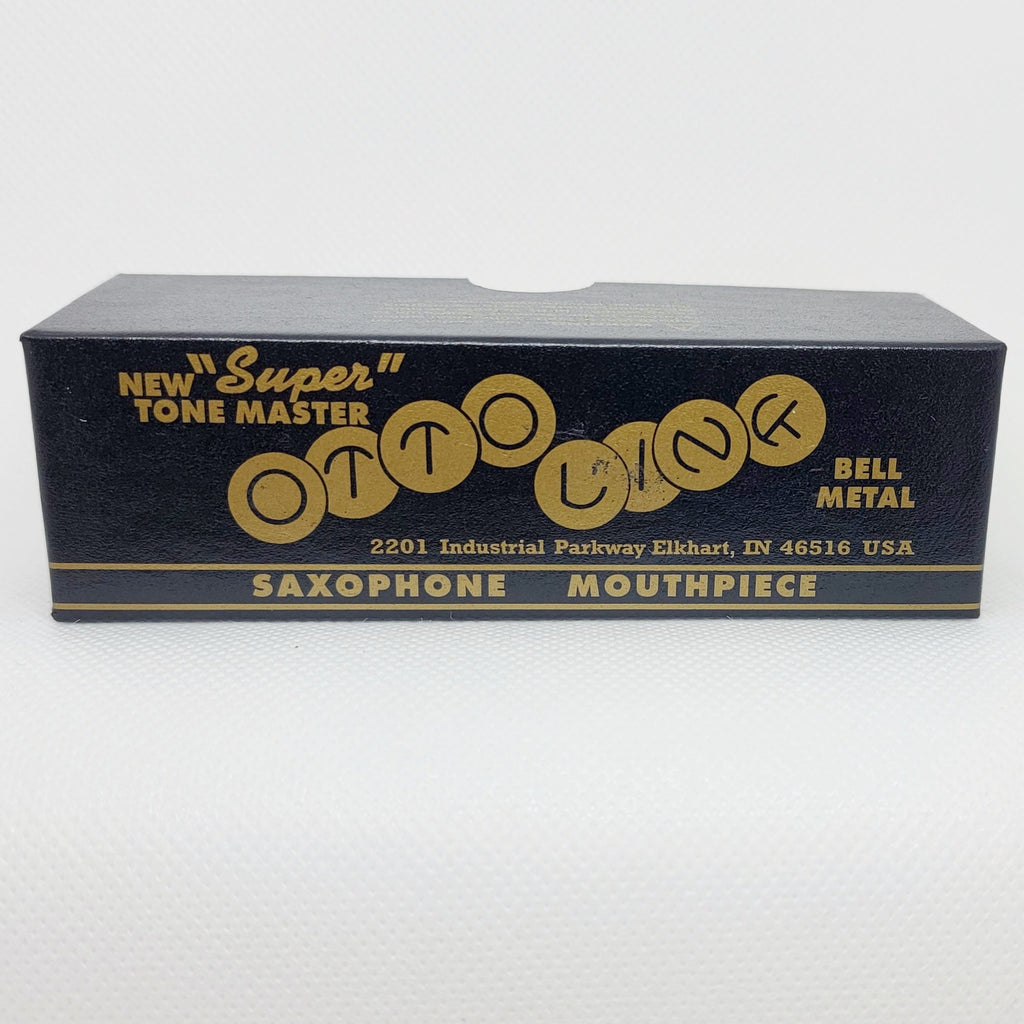 NEW "Super"
TONE MASTER
OTTO LINK
BELL
METAL
2201 Industrial Parkway Elkhart, IN 46516 USA
SAXOPHONE MOUTHPIECE